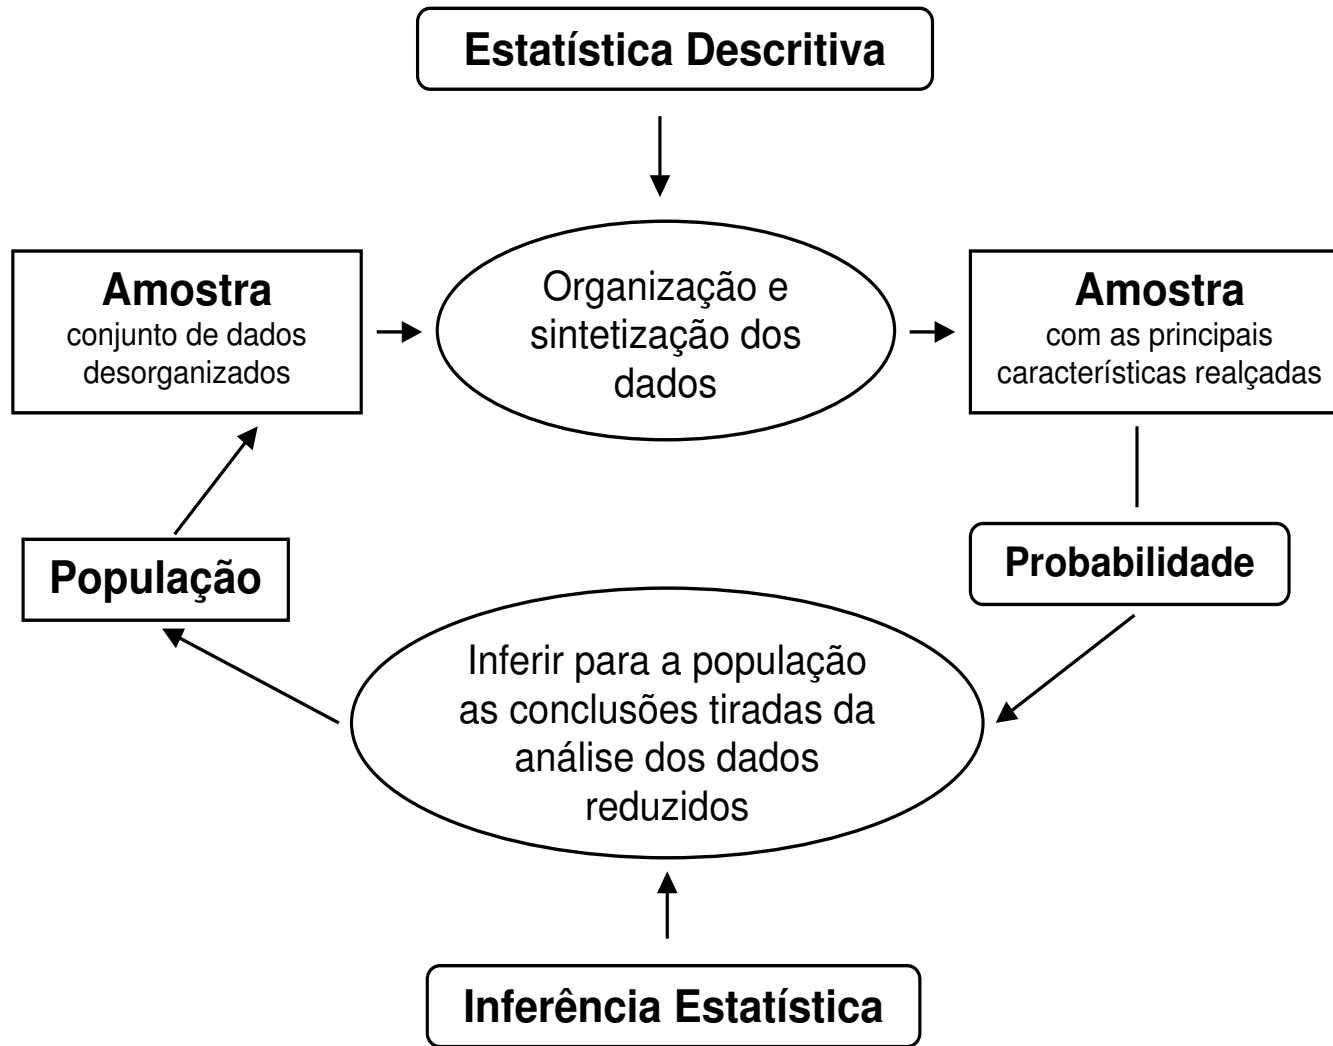 Estatística Descritiva
Amostra
conjunto de dados
desorganizados
Organização e
sintetização dos
dados
Amostra
com as principais
características realçadas
População
Probabilidade
Inferir para a população
as conclusões tiradas da
análise dos dados
reduzidos
Inferência Estatística